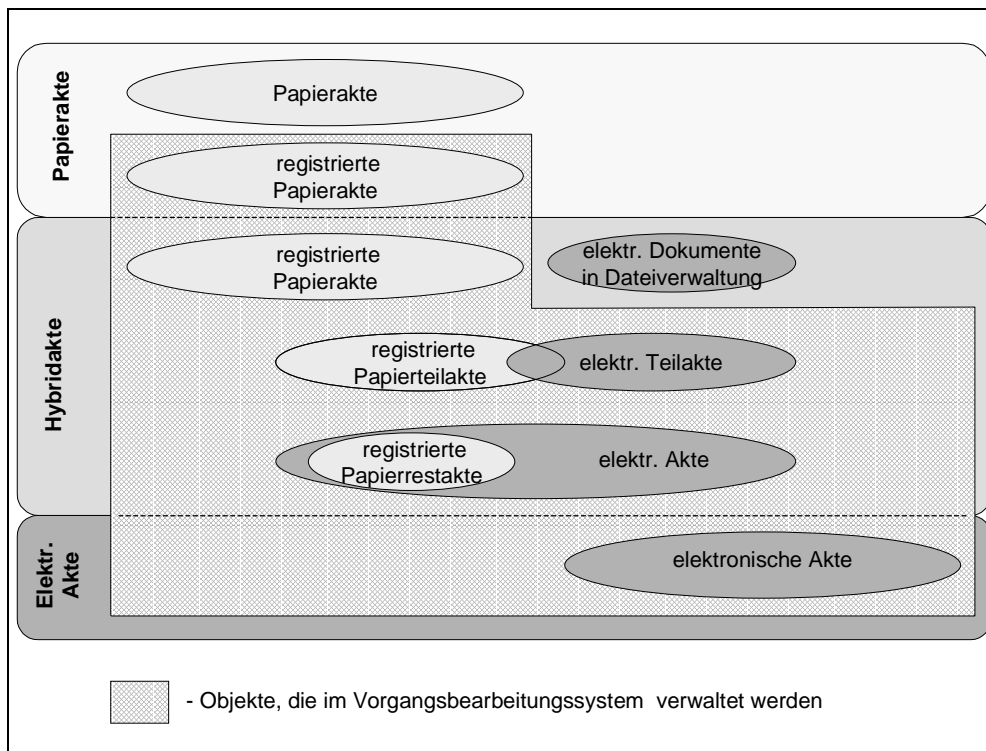 Papierakte
Papierakte
registrierte
Papierakte
Hybridakte
registrierte
Papierakte
elektr. Dokumente
in Dateiverwaltung
registrierte
Papierteilakte
elektr. Teilakte
registrierte
Papierrestakte
elektr. Akte
Elektr.
Akte
elektronische Akte
- Objekte, die im Vorgangsbearbeitungssystem verwaltet werden